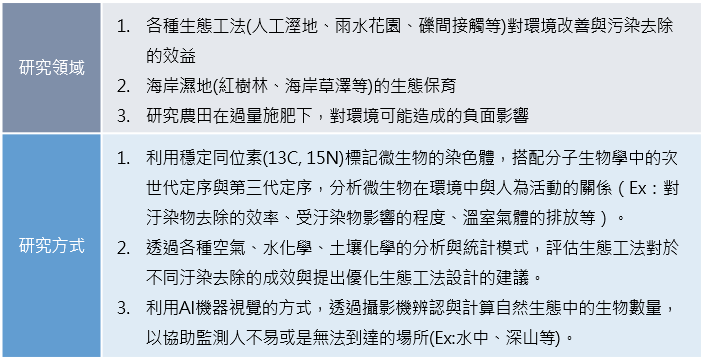 研究領域
1. 各種生態工法(人工溼地、雨水花園、礫間接觸等)對環境改善與污染去除
的效益
2. 海岸濕地(紅樹林、海岸草澤等)的生態保育
3. 研究農田在過量施肥下，對環境可能造成的負面影響
研究方式
1. 利用穩定同位素(13C, 15N)標記微生物的染色體，搭配分子生物學中的次
世代定序與第三代定序，分析微生物在環境中與人為活動的關係（Ex：對
汙染物去除的效率、受汙染物影響的程度、溫室氣體的排放等）。
2. 透過各種空氣、水化學、土壤化學的分析與統計模式，評估生態工法對於
不同汙染去除的成效與提出優化生態工法設計的建議。
3. 利用AI機器視覺的方式，透過攝影機辨認與計算自然生態中的生物數量，
以協助監測人不易或是無法到達的場所(Ex:水中、深山等)。